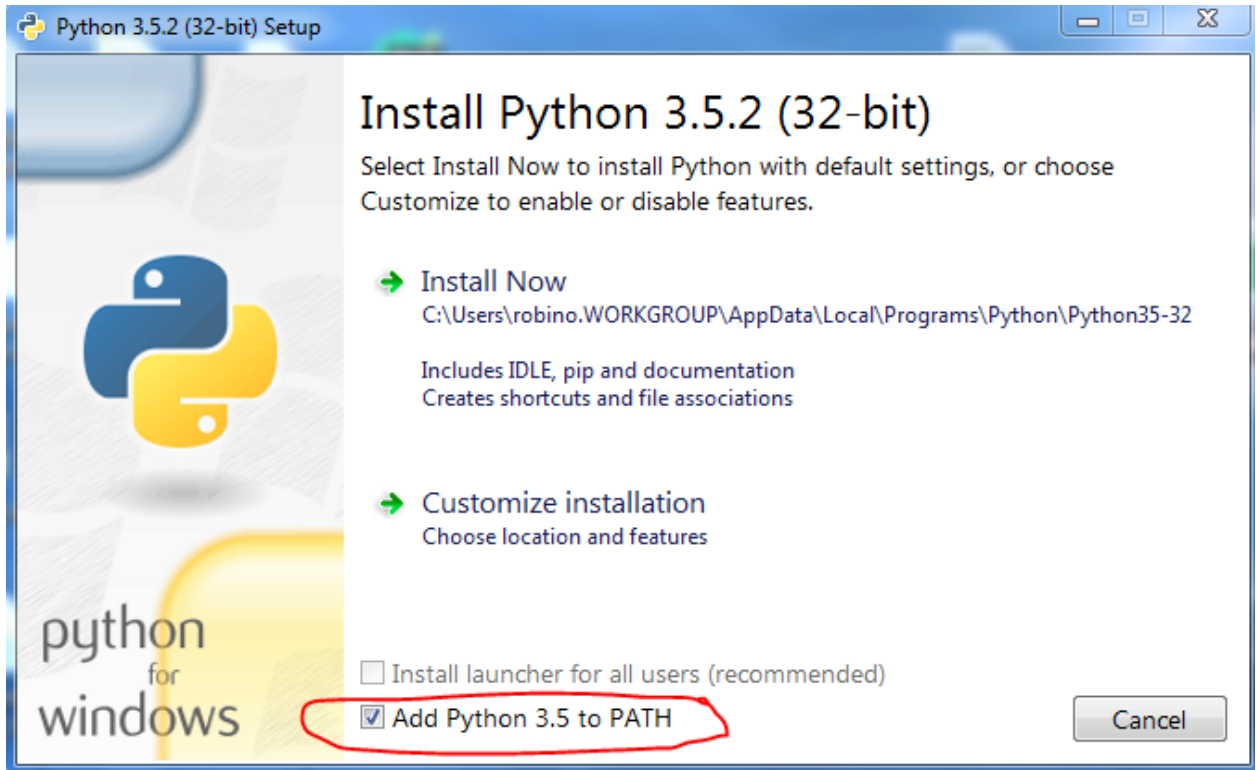 Python 3.5.2 (32-bit) Setup
Install Python 3.5.2 (32-bit)
Select Install Now to install Python with default settings, or choose
Customize to enable or disable features.
Install Now
C:\Users\robino.WORKGROUP\AppData\Local\Programs\Python\Python35-32
Includes IDLE, pip and documentation
Creates shortcuts and file associations
Customize installation
Choose location and features
python
for
windows
Install launcher for all users (recommended)
Add Python 3.5 to PATH
Cancel